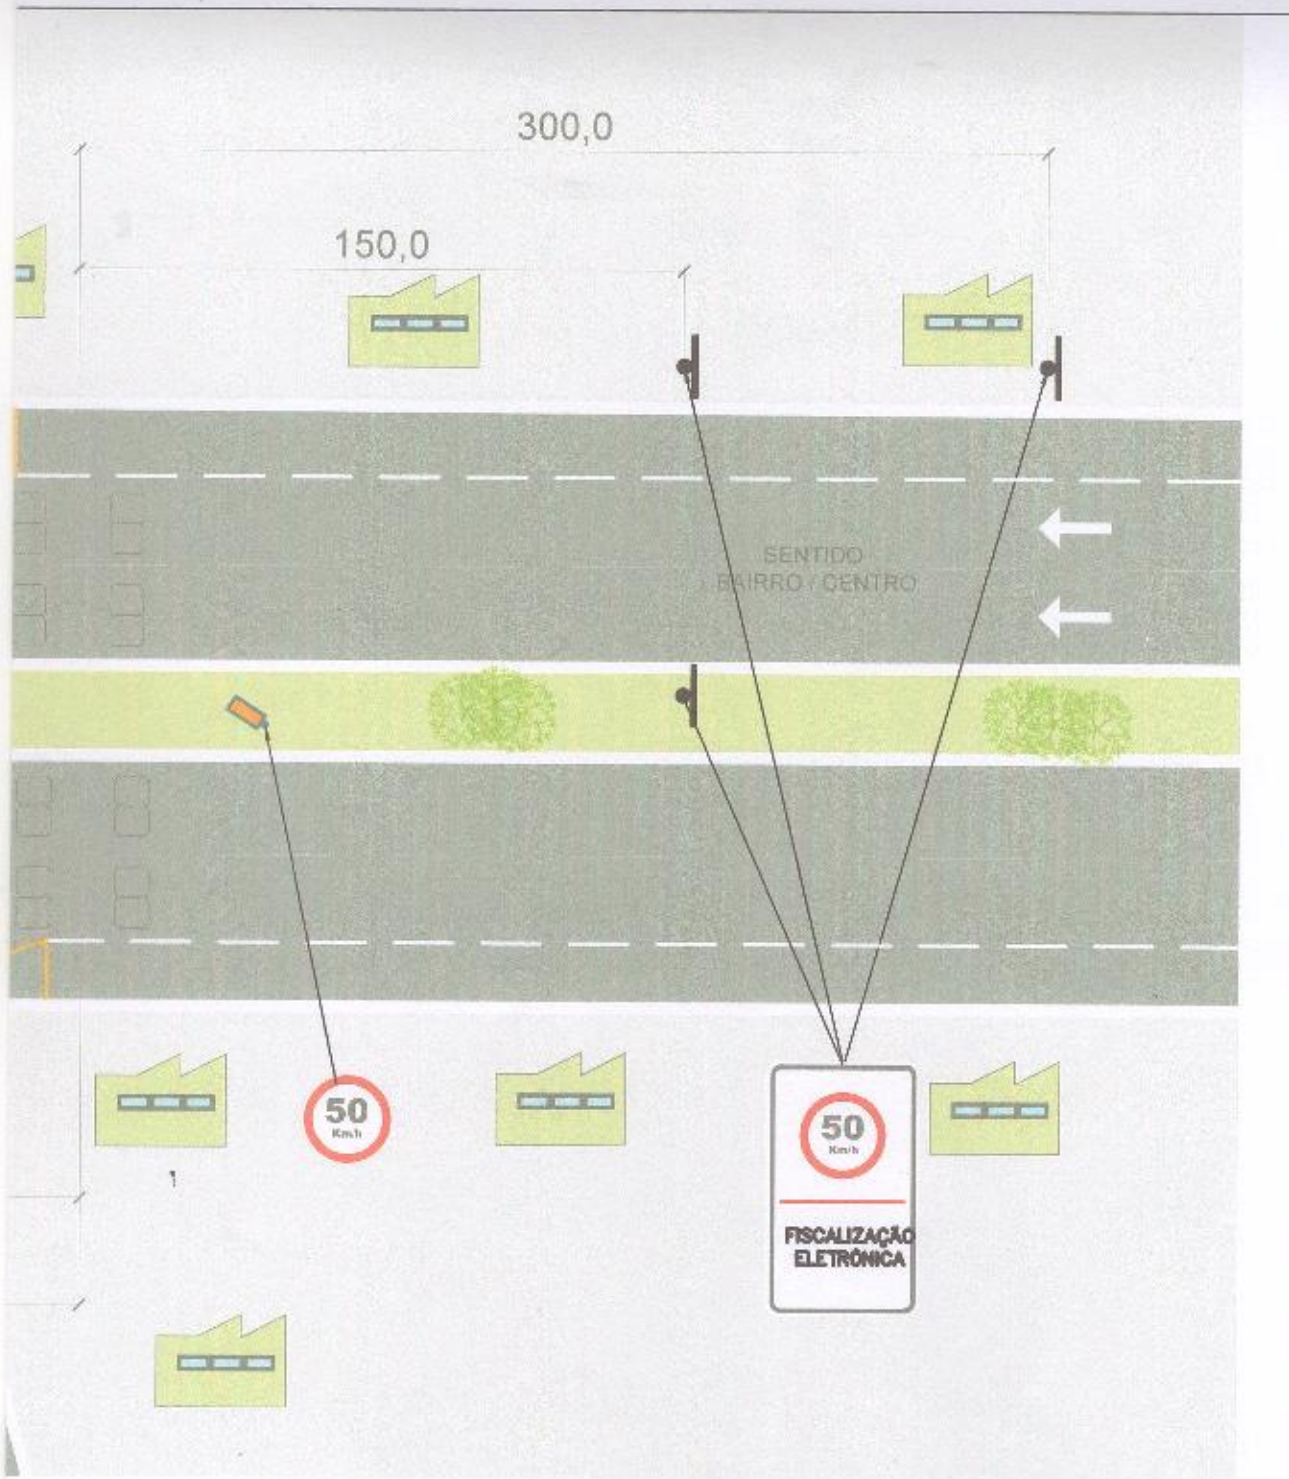 300,0
150,0
SENTIDO
BAIRRO / CENTRO
50
Km/h
1
50
Km/h
FISCALIZAÇÃO
ELETRÔNICA